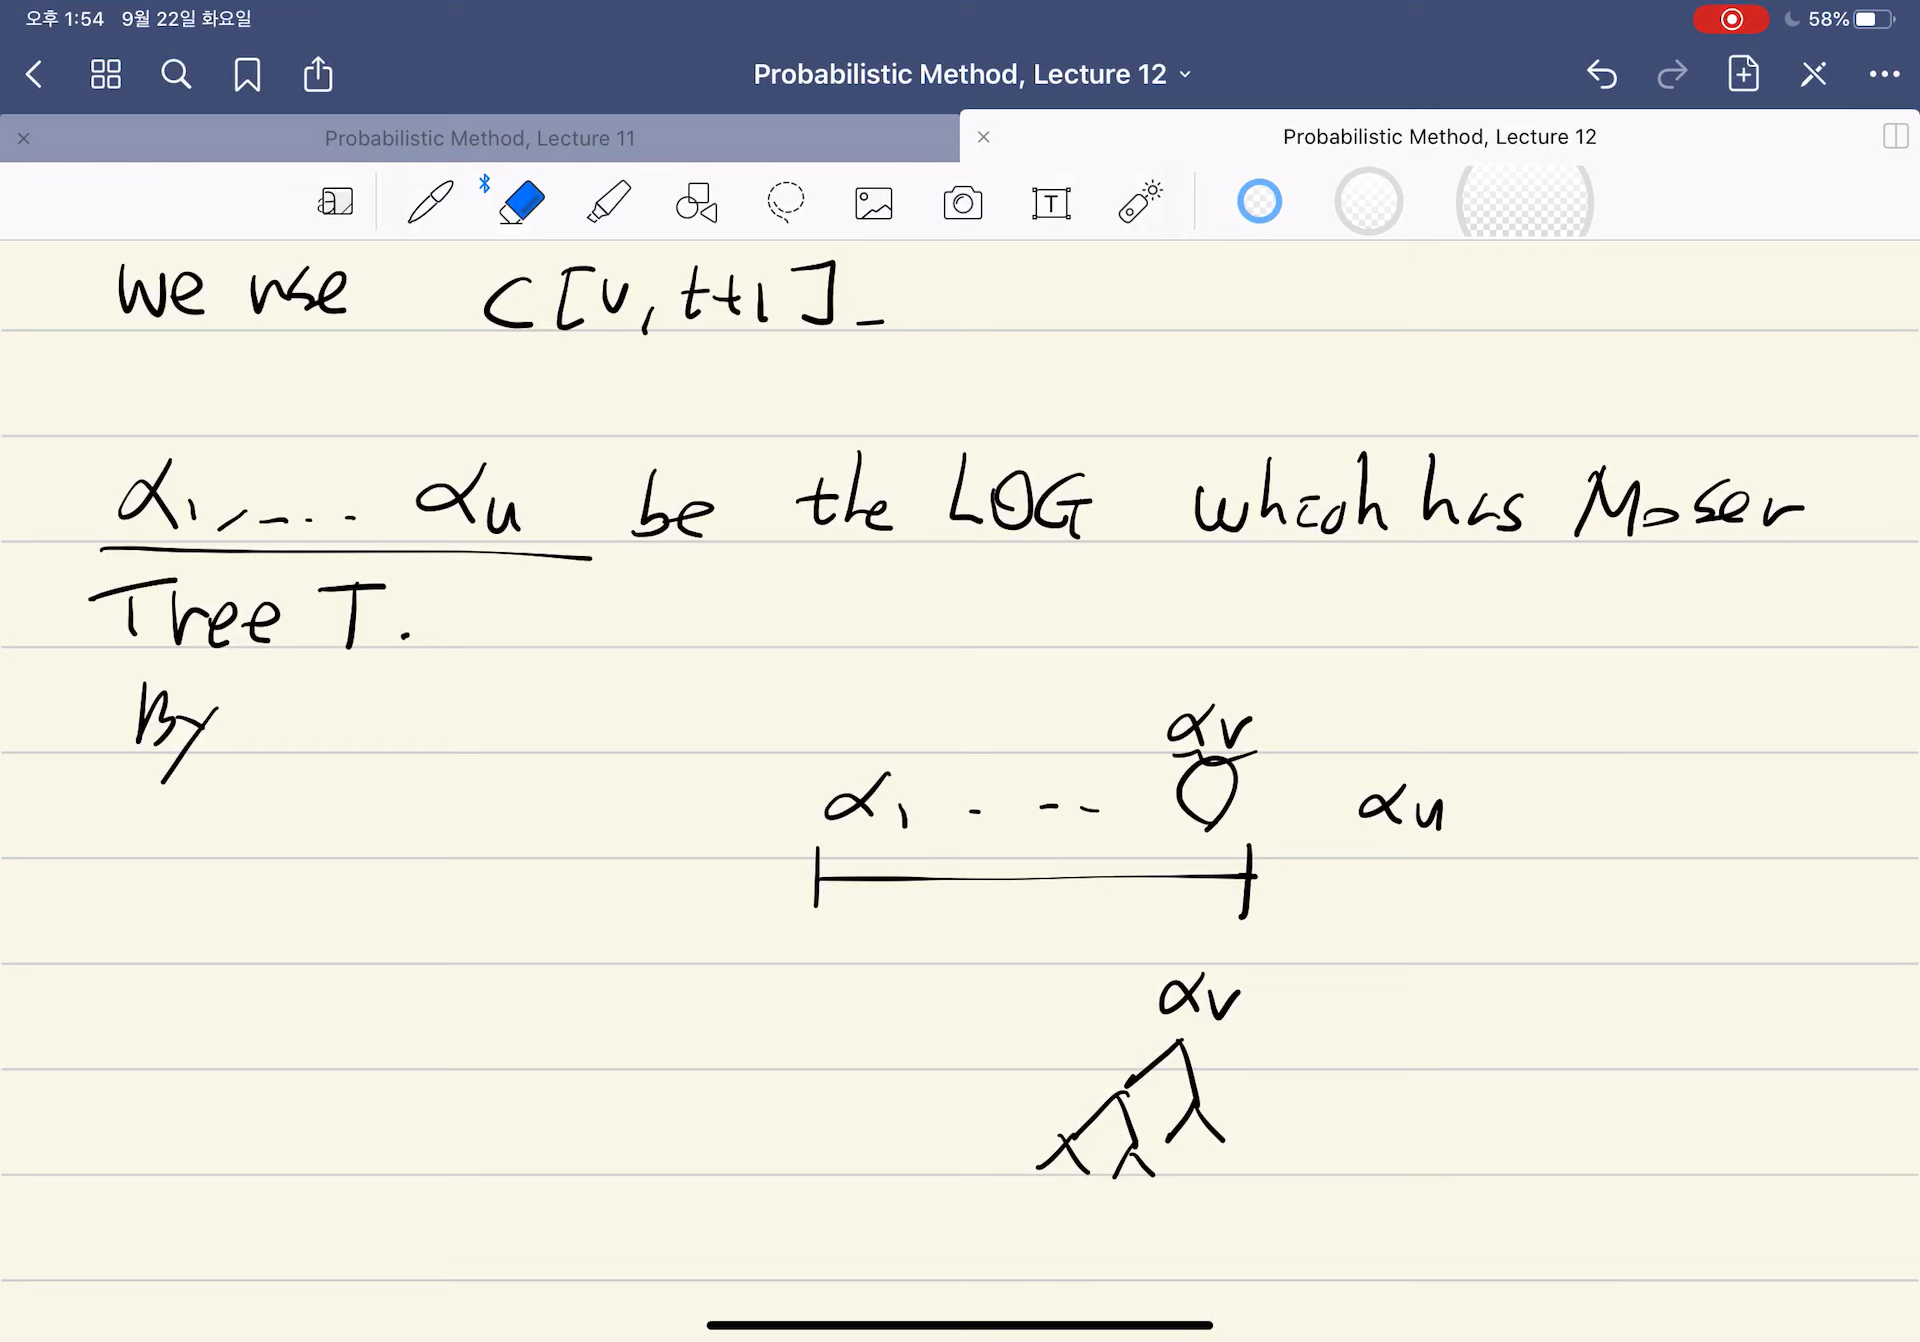 오후 1:54 9월 22일 화요일
58%
Probabilistic Method, Lecture 12
Probabilistic Method, Lecture 11
Probabilistic Method, Lecture 12
We use C[v, t+1].
α₁, ---- αu be the LOG which has Moser
Tree T.
By
αv
α₁ . -- αu
αv